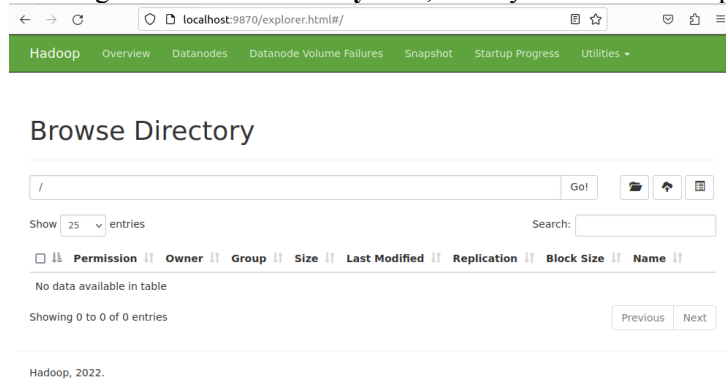 localhost:9870/explorer.html#/
Hadoop Overview Datanodes Datanode Volume Failures Snapshot Startup Progress Utilities
Browse Directory
/ Go!
Show 25 entries Search:
Permission Owner Group Size Last Modified Replication Block Size Name
No data available in table
Showing 0 to 0 of 0 entries Previous Next
Hadoop, 2022.